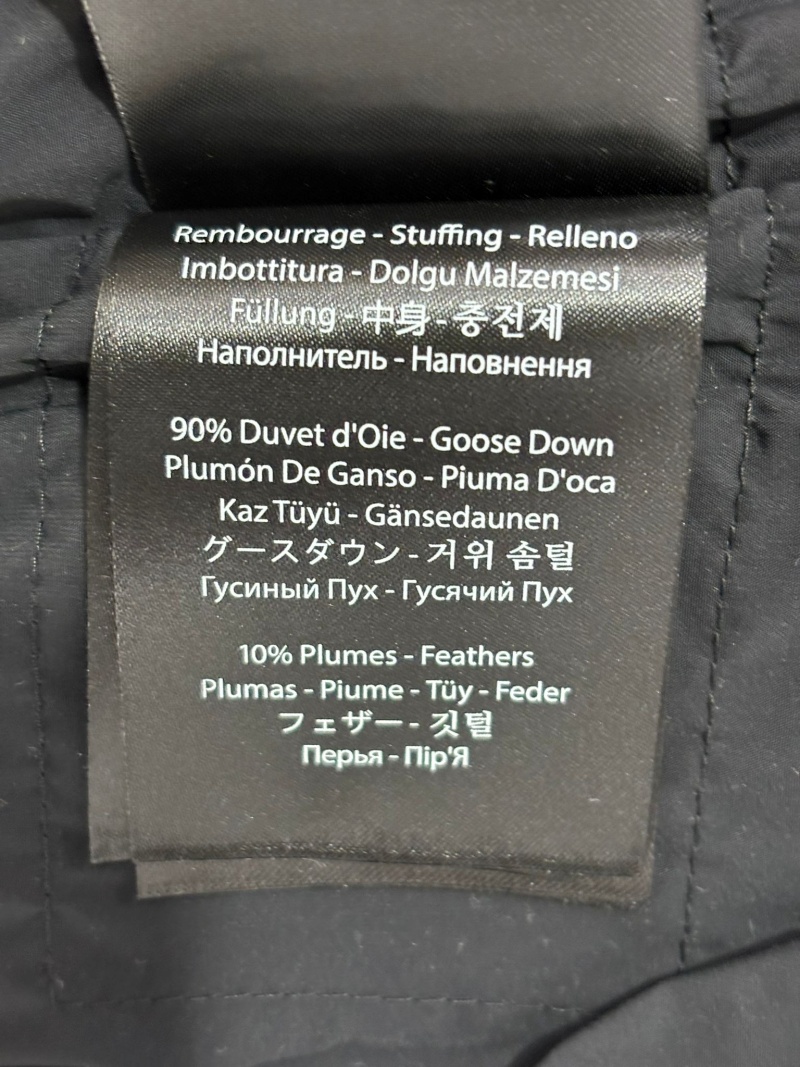 Rembourrage - Stuffing - Relleno
Imbottitura - Dolgu Malzemesi
Füllung - 中身 - 충전제
Наполнитель - Наповнення
90% Duvet d'Oie - Goose Down
Plumón De Ganso - Piuma D'oca
Kaz Tüyü - Gänsedaunen
グースダウン - 거위 솜털
Гусиный Пух - Гусячий Пух
10% Plumes - Feathers
Plumas - Piume - Tüy - Feder
フェザー - 깃털
Перья - Пір'Я